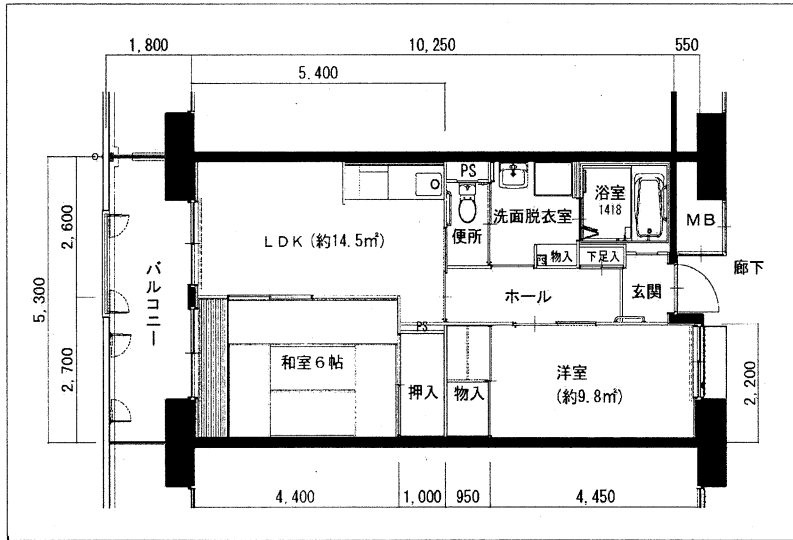 1,800
10,250
550
5.400
PS
浴室
1418
洗面脱衣室
MB
便所
LDK (約14.5㎡)
2,600
PS
物入
下足入
廊下
バルコニー
ホール
玄関
5,300
PS
和室6帖
洋室
(約9.8㎡)
2,700
押入
物入
2,200
4,400
1,000
950
4,450